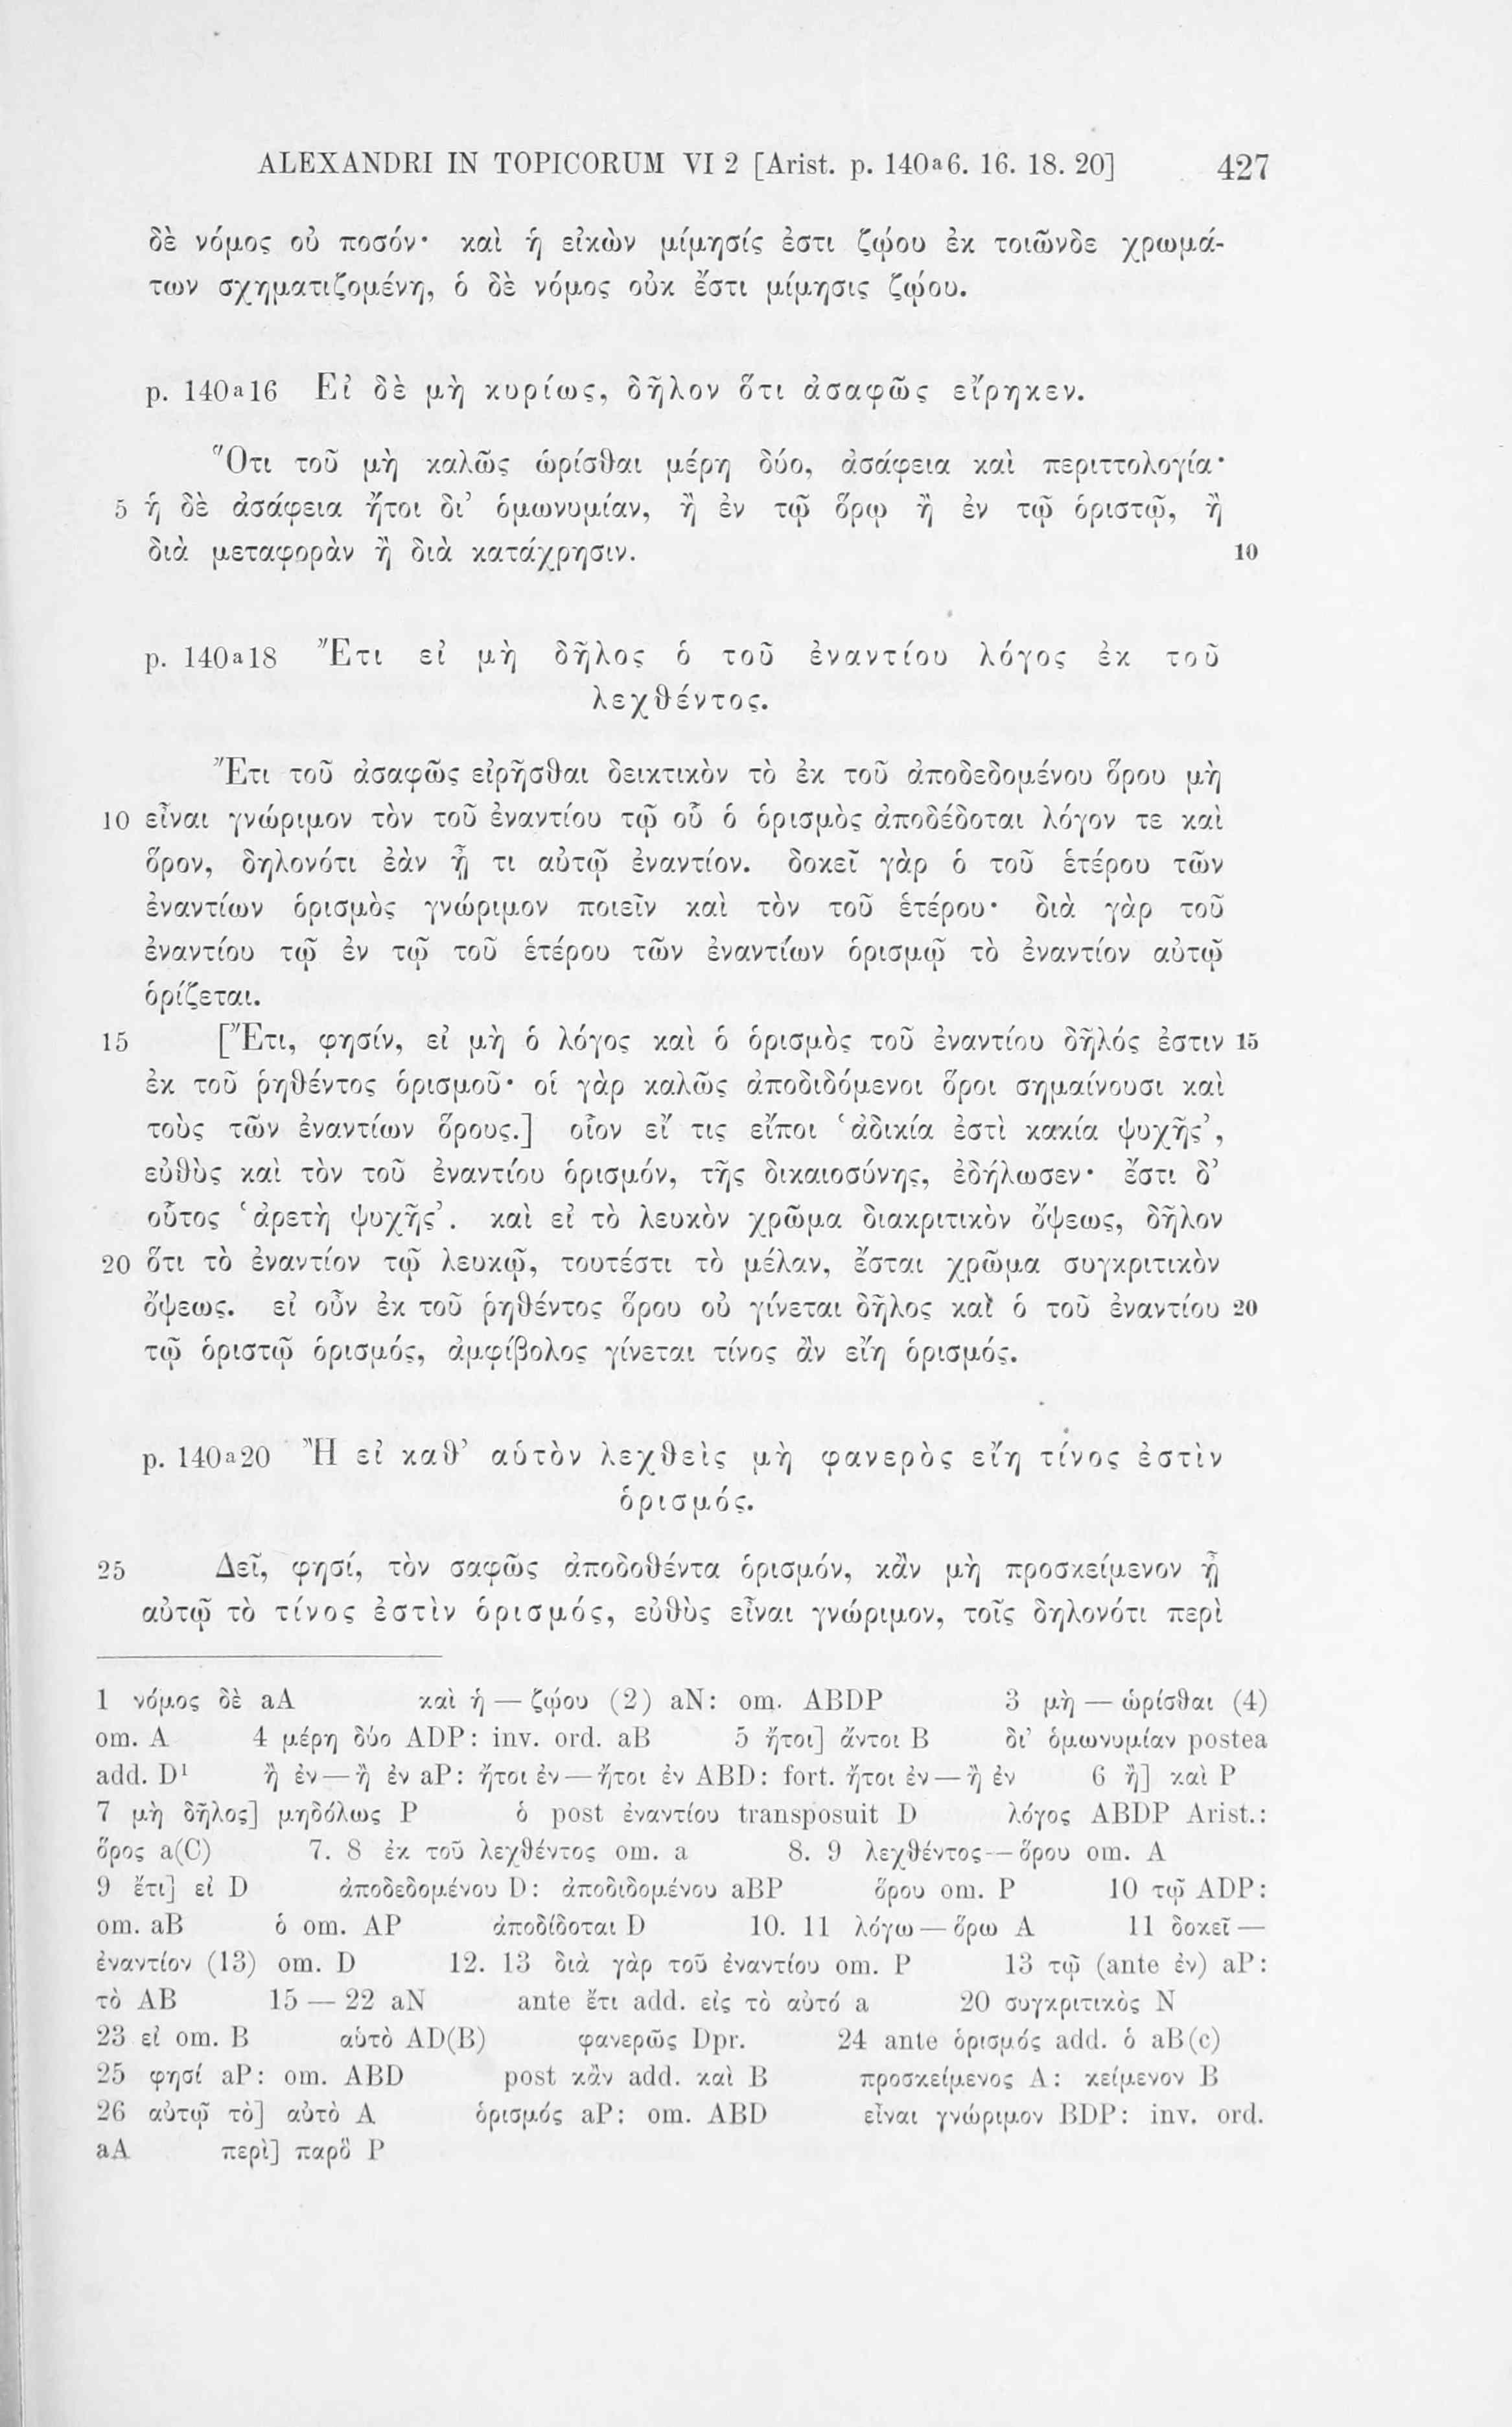 ALEXANDRI IN TOPICORUM VI 2 [Arist. p. 140a6. 16. 18. 20] 427
δὲ νόμος οὐ ποσόν· καὶ ἡ εἰκὼν μίμησίς ἐστι ζῴου ἐκ τοιῶνδε χρωμά-
των σχηματιζομένη, ὁ δὲ νόμος οὐκ ἔστι μίμησις ζῴου.
p. 140a16 Εἰ δὲ μὴ κυρίως, δῆλον ὅτι ἀσαφῶς εἴρηκεν.
Ὅτι τοῦ μὴ καλῶς ὡρίσθαι μέρη δύο, ἀσάφεια καὶ περιττολογία·
5 ἡ δὲ ἀσάφεια ἤτοι δι’ ὁμωνυμίαν, ἢ ἐν τῷ ὅρῳ ἢ ἐν τῷ ὁριστῷ, ἢ
διὰ μεταφορὰν ἢ διὰ κατάχρησιν. 10
p. 140a18 Ἔτι εἰ μὴ δῆλος ὁ τοῦ ἐναντίου λόγος ἐκ τοῦ
λεχθέντος.
Ἔτι τοῦ ἀσαφῶς εἰρῆσθαι δεικτικὸν τὸ ἐκ τοῦ ἀποδεδομένου ὅρου μὴ
10 εἶναι γνώριμον τὸν τοῦ ἐναντίου τῷ οὗ ὁ ὁρισμὸς ἀποδέδοται λόγον τε καὶ
ὅρον, δηλονότι ἐὰν ᾖ τι αὐτῷ ἐναντίον. δοκεῖ γὰρ ὁ τοῦ ἑτέρου τῶν
ἐναντίων ὁρισμὸς γνώριμον ποιεῖν καὶ τὸν τοῦ ἑτέρου· διὰ γὰρ τοῦ
ἐναντίου τῷ ἐν τῷ τοῦ ἑτέρου τῶν ἐναντίων ὁρισμῷ τὸ ἐναντίον αὐτῷ
ὁρίζεται.
15 [Ἔτι, φησίν, εἰ μὴ ὁ λόγος καὶ ὁ ὁρισμὸς τοῦ ἐναντίου δῆλός ἐστιν 15
ἐκ τοῦ ῥηθέντος ὁρισμοῦ· οἱ γὰρ καλῶς ἀποδιδόμενοι ὅροι σημαίνουσι καὶ
τοὺς τῶν ἐναντίων ὅρους.] οἷον εἴ τις εἴποι ‘ἀδικία ἐστὶ κακία ψυχῆς’,
εὐθὺς καὶ τὸν τοῦ ἐναντίου ὁρισμόν, τῆς δικαιοσύνης, ἐδήλωσεν· ἔστι δ’
οὗτος ‘ἀρετὴ ψυχῆς’. καὶ εἰ τὸ λευκὸν χρῶμα διακριτικὸν ὄψεως, δῆλον
20 ὅτι τὸ ἐναντίον τῷ λευκῷ, τουτέστι τὸ μέλαν, ἔσται χρῶμα συγκριτικὸν
ὄψεως. εἰ οὖν ἐκ τοῦ ῥηθέντος ὅρου οὐ γίνεται δῆλος καὶ ὁ τοῦ ἐναντίου 20
τῷ ὁριστῷ ὁρισμός, ἀμφίβολος γίνεται τίνος ἂν εἴη ὁρισμός.
p. 140a20 Ἢ εἰ καθ’ αὑτὸν λεχθεὶς μὴ φανερὸς εἴη τίνος ἐστὶν
ὁρισμός.
25 Δεῖ, φησί, τὸν σαφῶς ἀποδοθέντα ὁρισμόν, κἂν μὴ προσκείμενον ᾖ
αὐτῷ τὸ τίνος ἐστὶν ὁρισμός, εὐθὺς εἶναι γνώριμον, τοῖς δηλονότι περὶ
1 νόμος δὲ aA καὶ ἡ — ζῴου (2) aN: om. ABDP 3 μὴ — ὡρίσθαι (4)
om. A 4 μέρη δύο ADP: inv. ord. aB 5 ἤτοι] ἄντοι B δι’ ὁμωνυμίαν postea
add. D¹ ἢ ἐν — ἢ ἐν aP: ἤτοι ἐν — ἤτοι ἐν ABD: fort. ἤτοι ἐν — ἢ ἐν 6 ἢ] καὶ P
7 μὴ δῆλος] μηδόλως P ὁ post ἐναντίου transposuit D λόγος ABDP Arist.:
ὅρος a(C) 7. 8 ἐκ τοῦ λεχθέντος om. a 8. 9 λεχθέντος — ὅρου om. A
9 ἔτι] εἰ D ἀποδεδομένου D: ἀποδιδομένου aBP ὅρου om. P 10 τῷ ADP:
om. aB ὁ om. AP ἀποδίδοται D 10. 11 λόγω — ὅρω A 11 δοκεῖ —
ἐναντίον (13) om. D 12. 13 διὰ γὰρ τοῦ ἐναντίου om. P 13 τῷ (ante ἐν) aP:
τὸ AB 15 — 22 aN ante ἔτι add. εἰς τὸ αὐτό a 20 συγκριτικὸς N
23 εἰ om. B αὑτὸ AD(B) φανερῶς Dpr. 24 ante ὁρισμός add. ὁ aB(c)
25 φησί aP: om. ABD post κἂν add. καὶ B προσκείμενος A: κείμενον B
26 αὐτῷ τὸ] αὐτὸ A ὁρισμός aP: om. ABD εἶναι γνώριμον BDP: inv. ord.
aA περὶ] παρὸ P